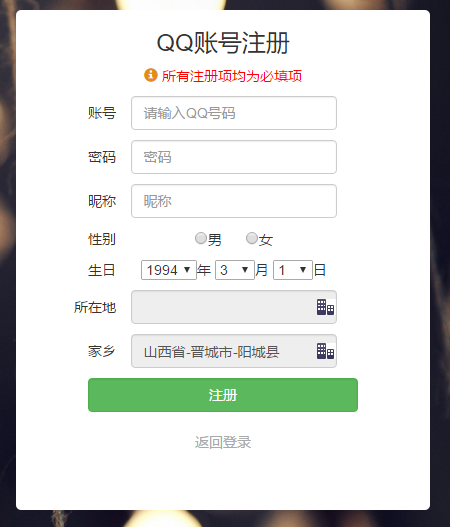 QQ账号注册
所有注册项均为必填项
账号 请输入QQ号码
密码 密码
昵称 昵称
性别 男 女
生日 1994 年 3 月 1 日
所在地
家乡 山西省-晋城市-阳城县
注册
返回登录